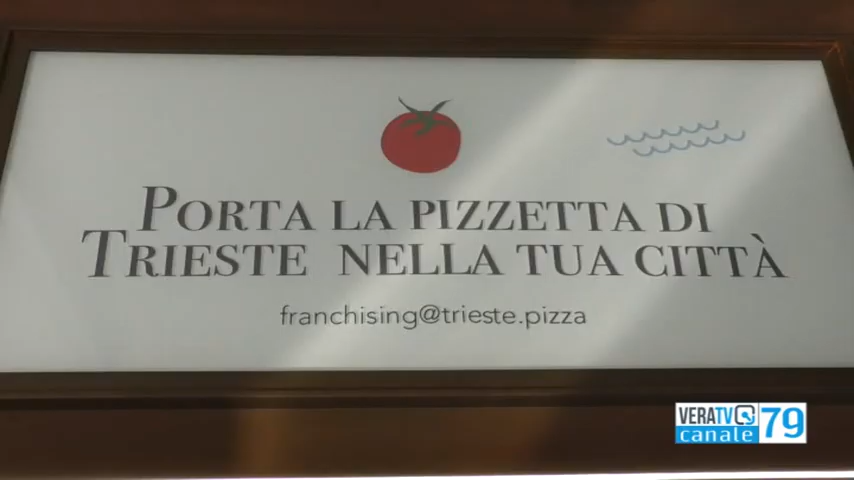 PORTA LA PIZZETTA DI
TRIESTE NELLA TUA CITTÀ
franchising@trieste.pizza
VERATV
canale 79